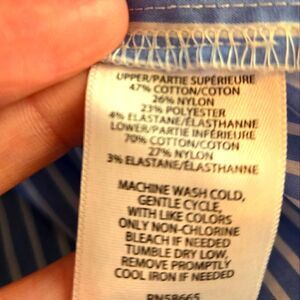 UPPER/PARTIE SUPÉRIEURE
47% COTTON/COTON
26% NYLON
23% POLYESTER
4% ELASTANE/ÉLASTHANNE
LOWER/PARTIE INFÉRIEURE
70% COTTON/COTON
27% NYLON
3% ELASTANE/ÉLASTHANNE
MACHINE WASH COLD,
GENTLE CYCLE,
WITH LIKE COLORS
ONLY NON-CHLORINE
BLEACH IF NEEDED
TUMBLE DRY LOW,
REMOVE PROMPTLY
COOL IRON IF NEEDED
RN58665